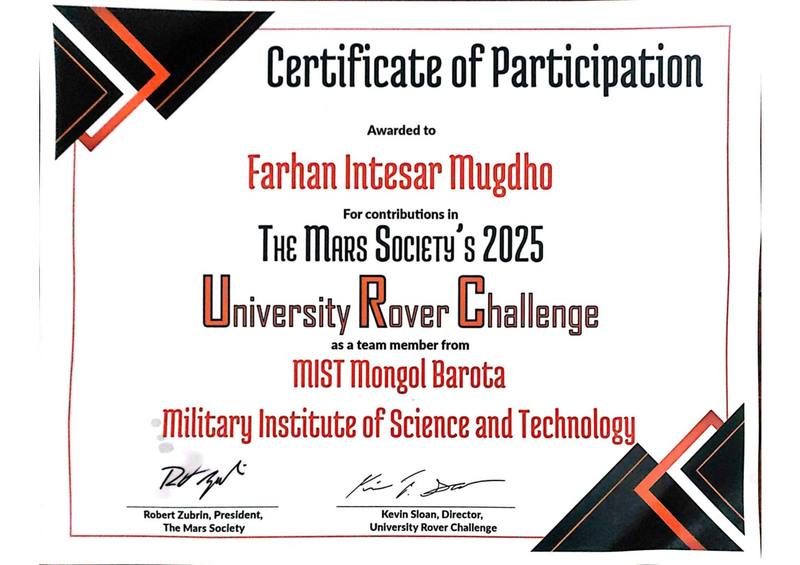 Certificate of Participation
Awarded to
Farhan Intesar Mugdho
For contributions in
The Mars Society's 2025
University Rover Challenge
as a team member from
MIST Mongol Barota
Military Institute of Science and Technology
Robert Zubrin, President,
The Mars Society
Kevin Sloan, Director,
University Rover Challenge